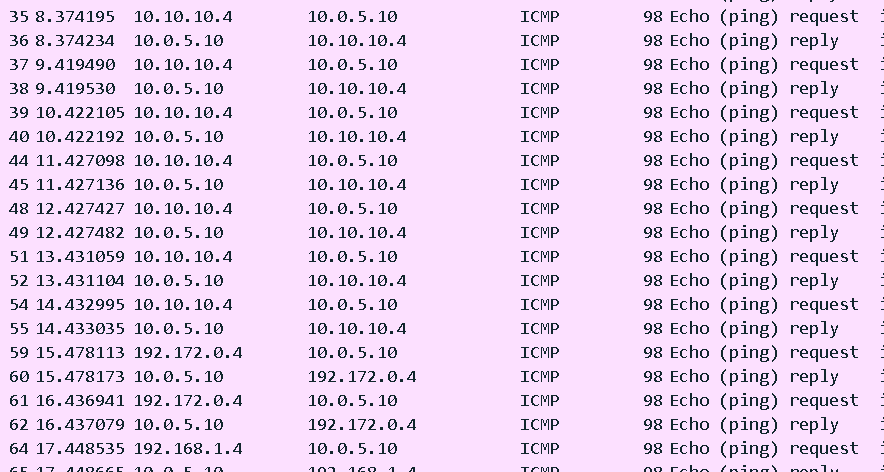 35 8.374195 10.10.10.4 10.0.5.10 ICMP 98 Echo (ping) request
36 8.374234 10.0.5.10 10.10.10.4 ICMP 98 Echo (ping) reply
37 9.419490 10.10.10.4 10.0.5.10 ICMP 98 Echo (ping) request
38 9.419530 10.0.5.10 10.10.10.4 ICMP 98 Echo (ping) reply
39 10.422105 10.10.10.4 10.0.5.10 ICMP 98 Echo (ping) request
40 10.422192 10.0.5.10 10.10.10.4 ICMP 98 Echo (ping) reply
44 11.427098 10.10.10.4 10.0.5.10 ICMP 98 Echo (ping) request
45 11.427136 10.0.5.10 10.10.10.4 ICMP 98 Echo (ping) reply
48 12.427427 10.10.10.4 10.0.5.10 ICMP 98 Echo (ping) request
49 12.427482 10.0.5.10 10.10.10.4 ICMP 98 Echo (ping) reply
51 13.431059 10.10.10.4 10.0.5.10 ICMP 98 Echo (ping) request
52 13.431104 10.0.5.10 10.10.10.4 ICMP 98 Echo (ping) reply
54 14.432995 10.10.10.4 10.0.5.10 ICMP 98 Echo (ping) request
55 14.433035 10.0.5.10 10.10.10.4 ICMP 98 Echo (ping) reply
59 15.478113 192.172.0.4 10.0.5.10 ICMP 98 Echo (ping) request
60 15.478173 10.0.5.10 192.172.0.4 ICMP 98 Echo (ping) reply
61 16.436941 192.172.0.4 10.0.5.10 ICMP 98 Echo (ping) request
62 16.437079 10.0.5.10 192.172.0.4 ICMP 98 Echo (ping) reply
64 17.448535 192.168.1.4 10.0.5.10 ICMP 98 Echo (ping) request